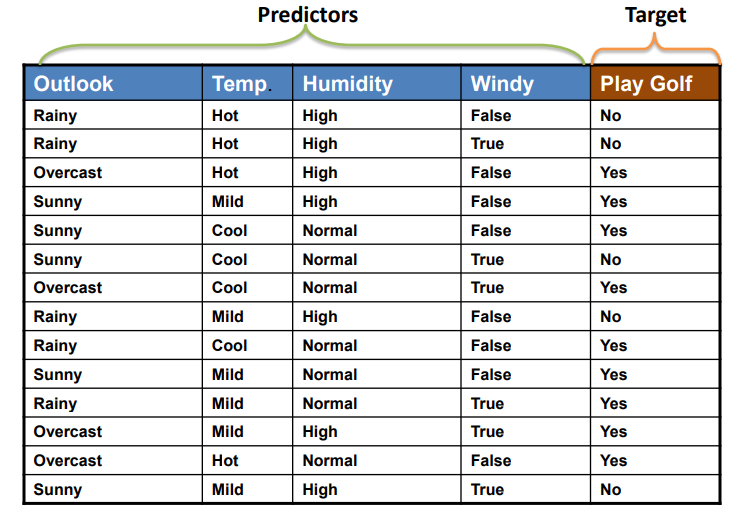 Predictors Target
Outlook Temp. Humidity Windy Play Golf
Rainy Hot High False No
Rainy Hot High True No
Overcast Hot High False Yes
Sunny Mild High False Yes
Sunny Cool Normal False Yes
Sunny Cool Normal True No
Overcast Cool Normal True Yes
Rainy Mild High False No
Rainy Cool Normal False Yes
Sunny Mild Normal False Yes
Rainy Mild Normal True Yes
Overcast Mild High True Yes
Overcast Hot Normal False Yes
Sunny Mild High True No